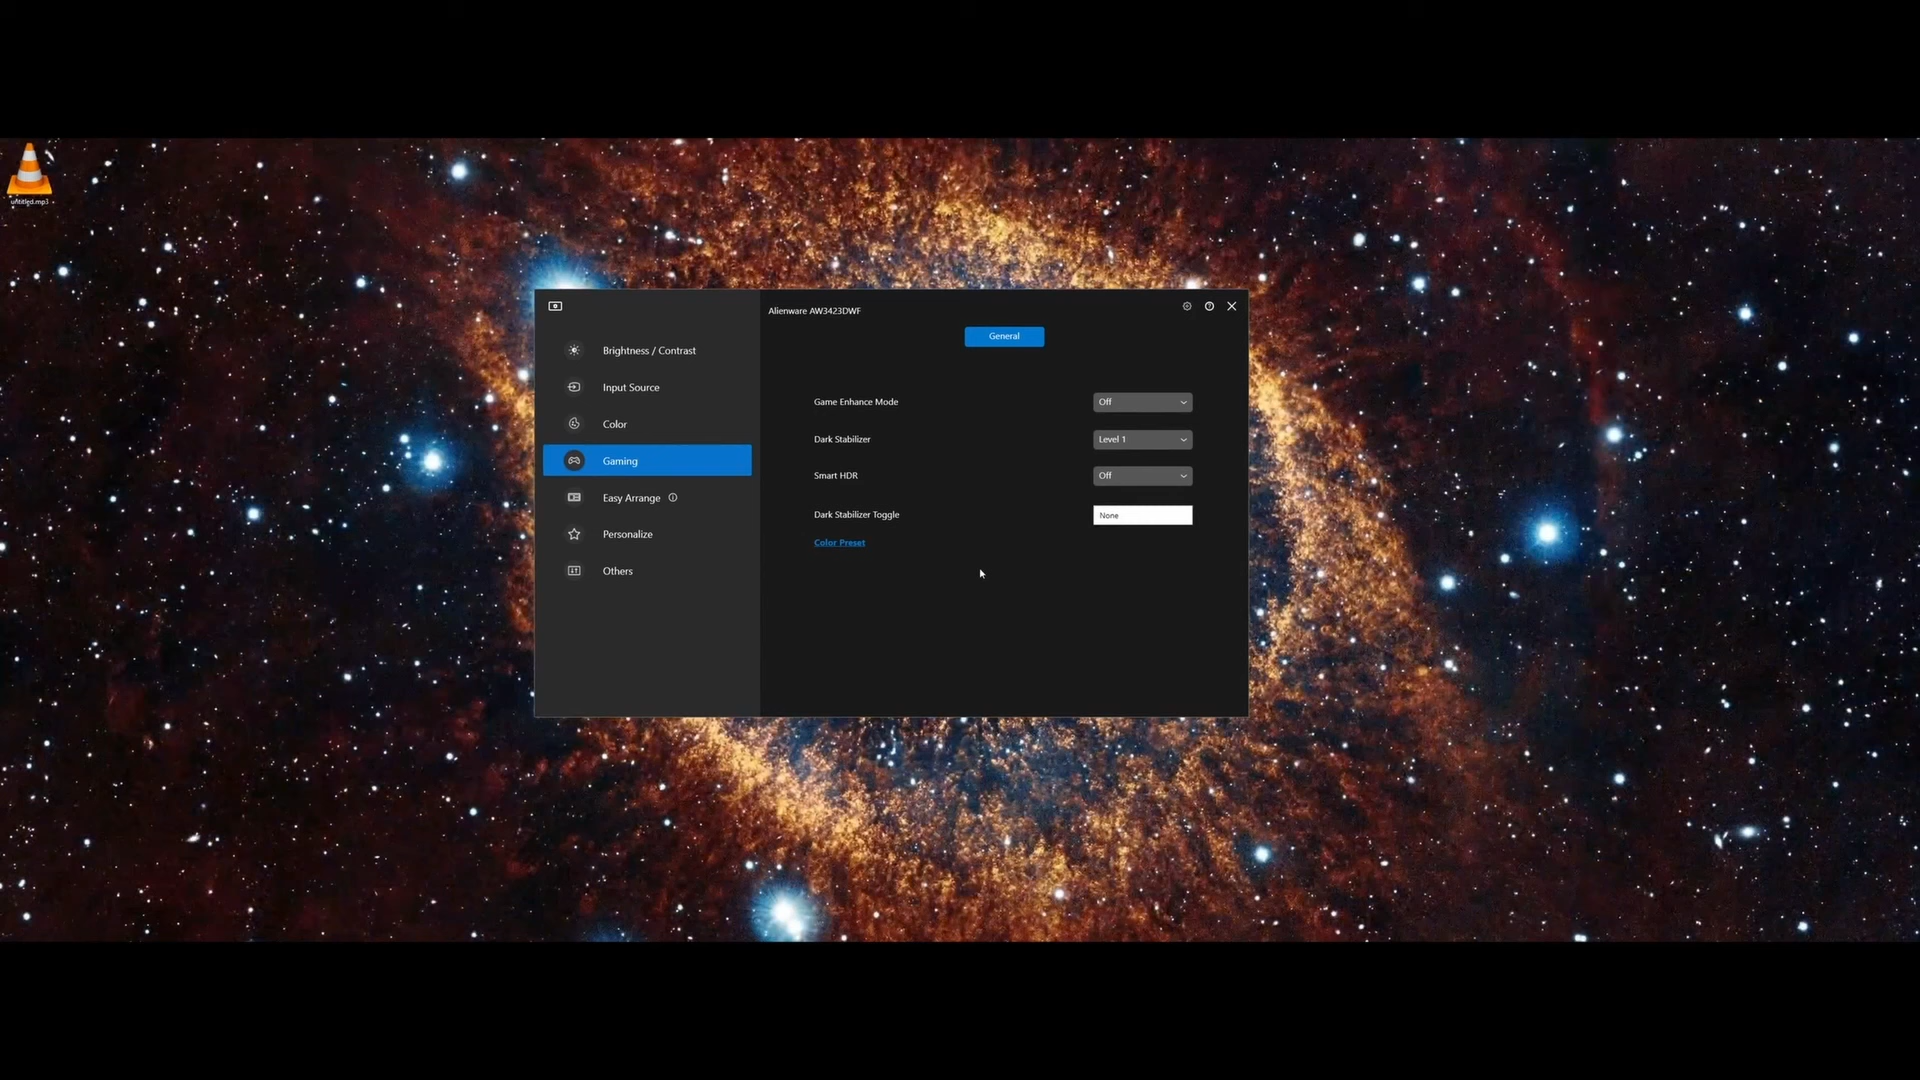 untitled.mp3
Alienware AW3423DWF
General
Brightness / Contrast
Input Source
Color
Gaming
Easy Arrange
Personalize
Others
Game Enhance Mode Off
Dark Stabilizer Level 1
Smart HDR Off
Dark Stabilizer Toggle None
Color Preset